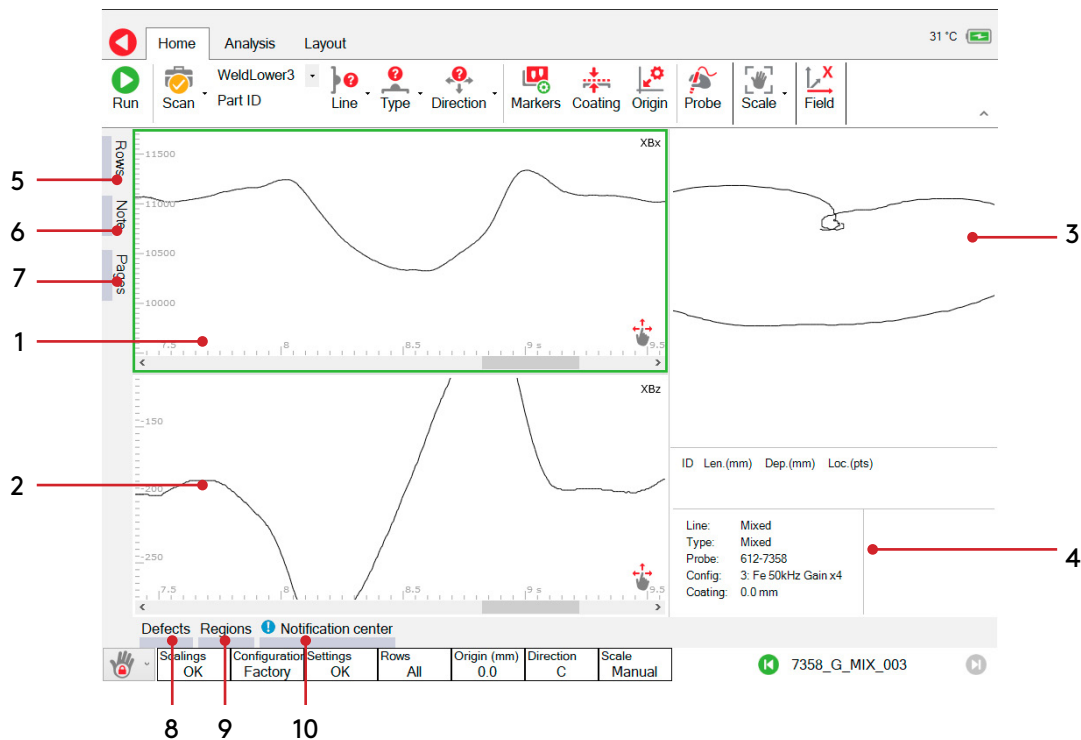 31 °C
Home Analysis Layout
WeldLower3
Part ID
Run Scan Line Type Direction Markers Coating Origin Probe Scale Field
Rows
Note
Pages
XBx
11500
11000
10500
10000
7.5 8 8.5 9 s 9.5
XBz
-150
-200
-250
7.5 8 8.5 9 s 9.5
ID Len.(mm) Dep.(mm) Loc.(pts)
Line: Mixed
Type: Mixed
Probe: 612-7358
Config: 3: Fe 50kHz Gain x4
Coating: 0.0 mm
Defects Regions Notification center
Scalings Configuration Settings Rows Origin (mm) Direction Scale
OK Factory OK All 0.0 C Manual
7358_G_MIX_003
5
6
7
1
2
3
4
8 9 10